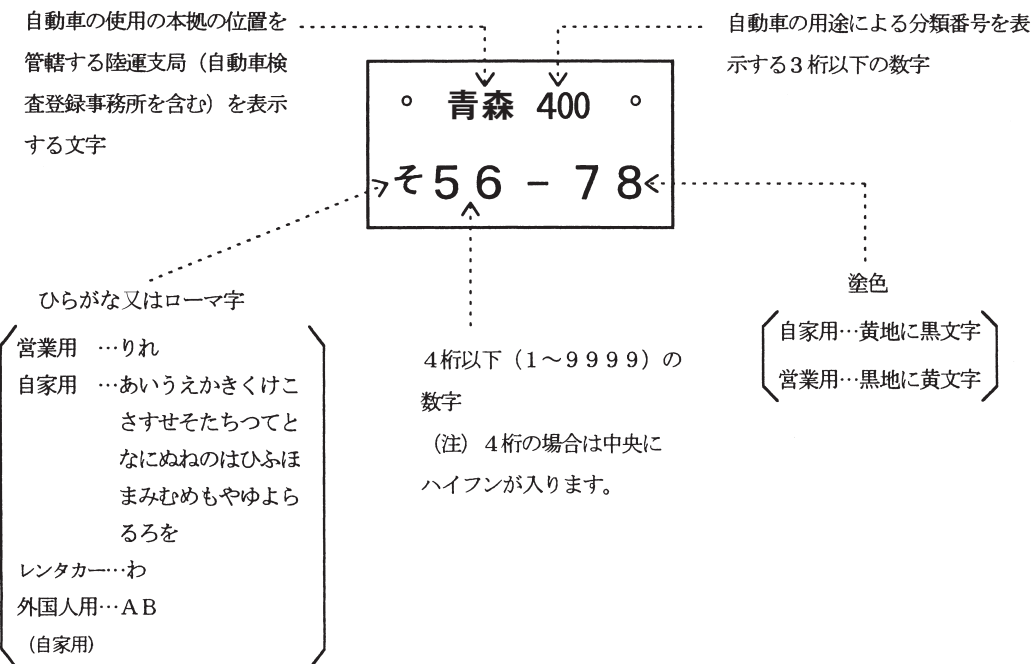 自動車の使用の本拠の位置を
管轄する陸運支局(自動車検
査登録事務所を含む)を表示
する文字
自動車の用途による分類番号を表
示する3桁以下の数字
青森 400
そ56-78
ひらがな又はローマ字
営業用 …りれ
自家用 …あいうえかきくけこ
さすせそたちつてと
なにぬねのはひふほ
まみむめもやゆよら
るろを
レンタカー…わ
外国人用…AB
(自家用)
4桁以下(1~9999)の
数字
(注)4桁の場合は中央に
ハイフンが入ります。
塗色
自家用…黄地に黒文字
営業用…黒地に黄文字